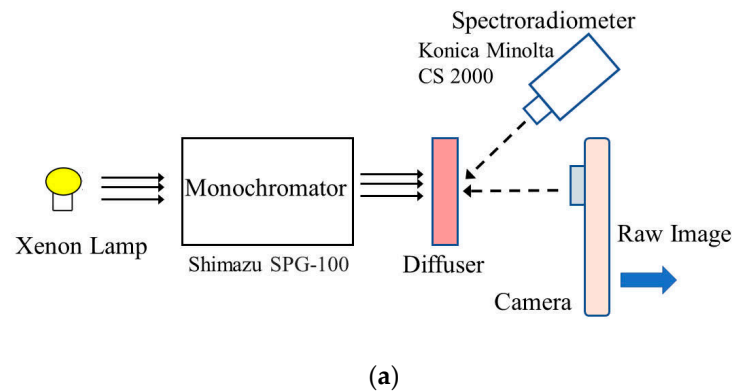 Spectroradiometer
Konica Minolta
CS 2000
Monochromator
Xenon Lamp
Shimazu SPG-100
Diffuser
Raw Image
Camera
(a)